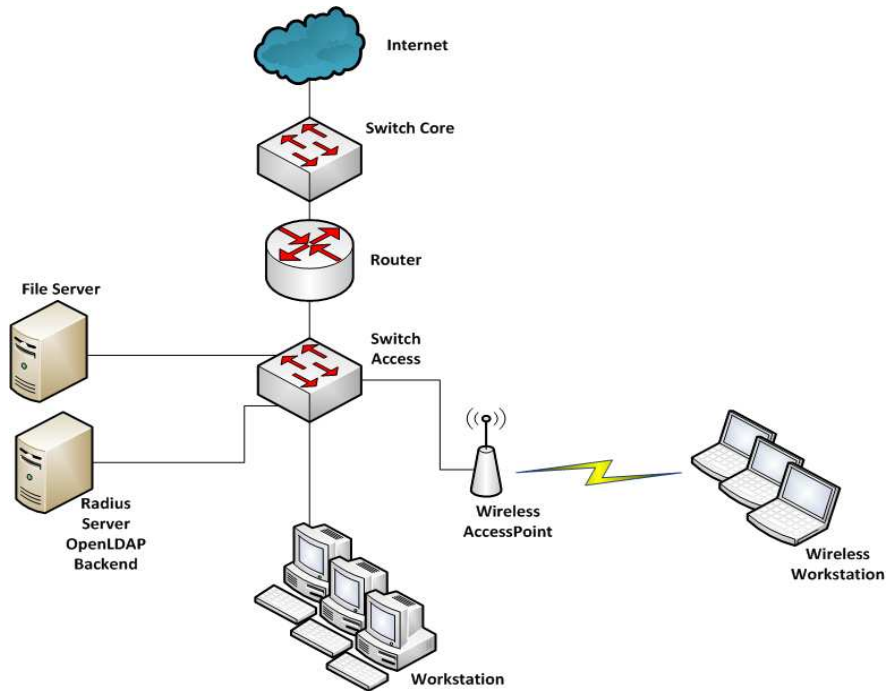 Internet
Switch Core
Router
File Server
Switch
Access
Radius
Server
OpenLDAP
Backend
Wireless
AccessPoint
Wireless
Workstation
Workstation